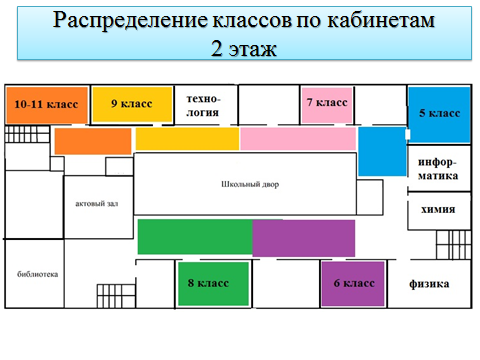 Распределение классов по кабинетам
2 этаж
10-11 класс
9 класс
техно-
логия
7 класс
5 класс
инфор-
матика
Школьный двор
актовый зал
химия
библиотека
8 класс
6 класс
физика